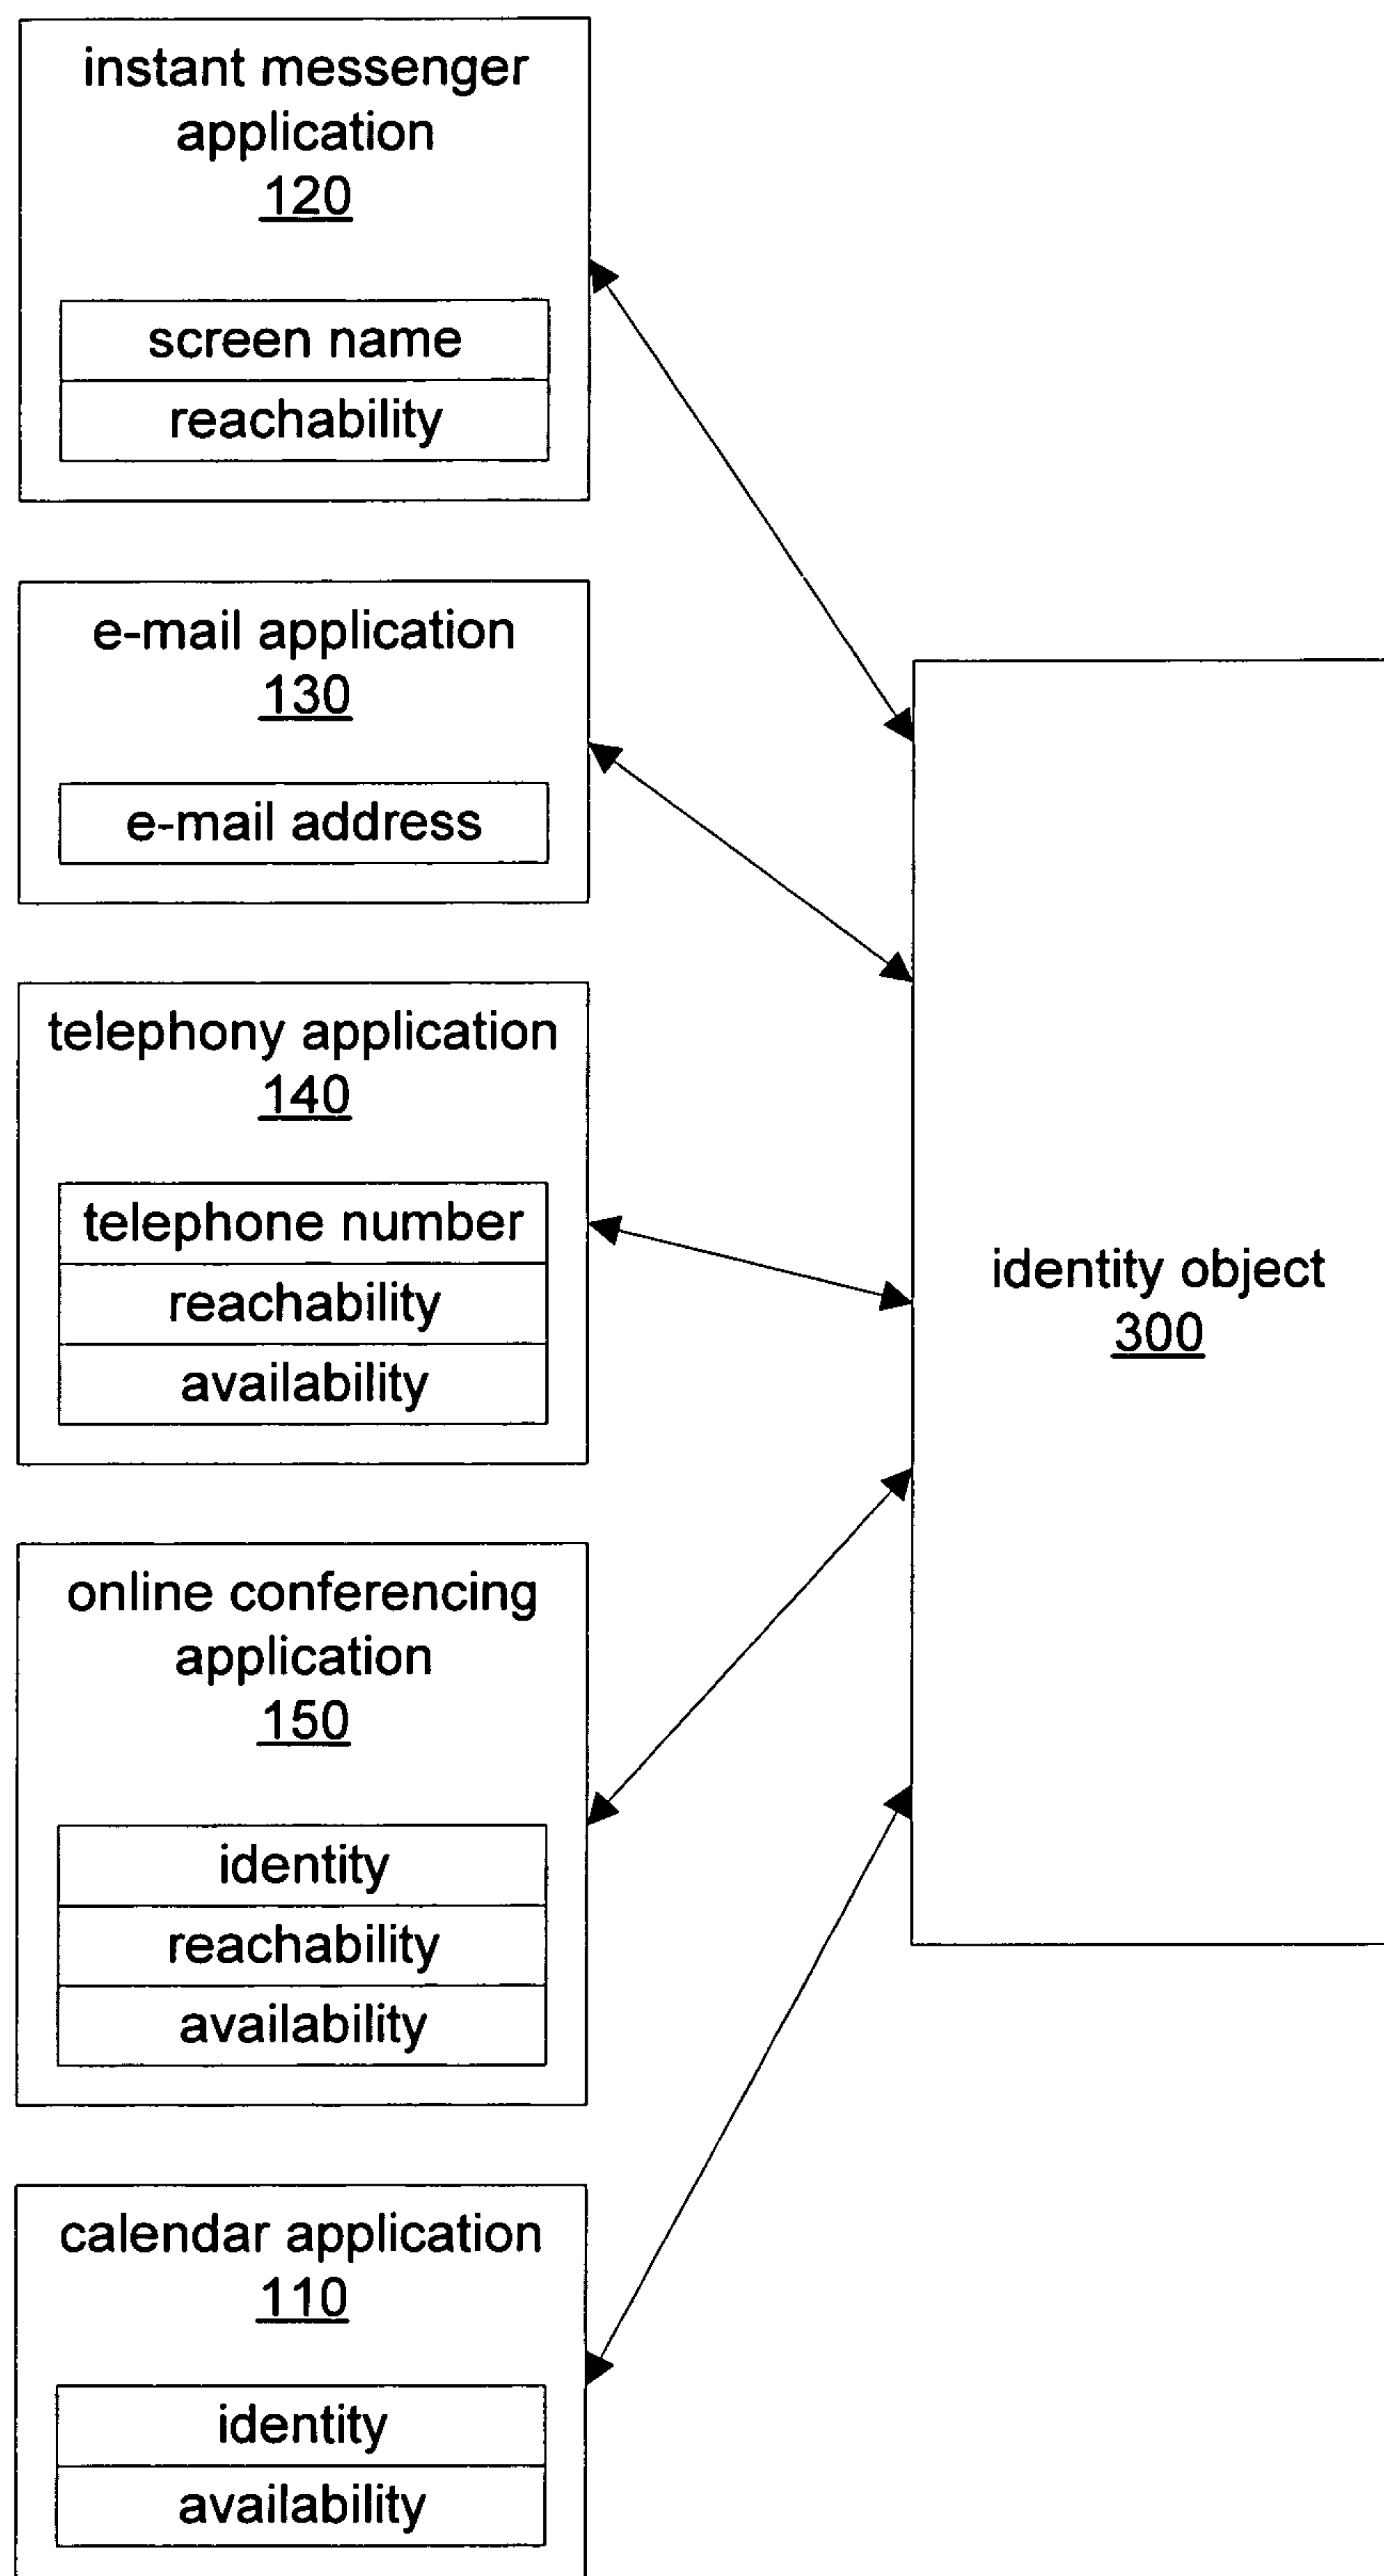 instant messenger
application
120
screen name
reachability
e-mail application
130
e-mail address
telephony application
140
telephone number
reachability
availability
online conferencing
application
150
identity
reachability
availability
calendar application
110
identity
availability
identity object
300